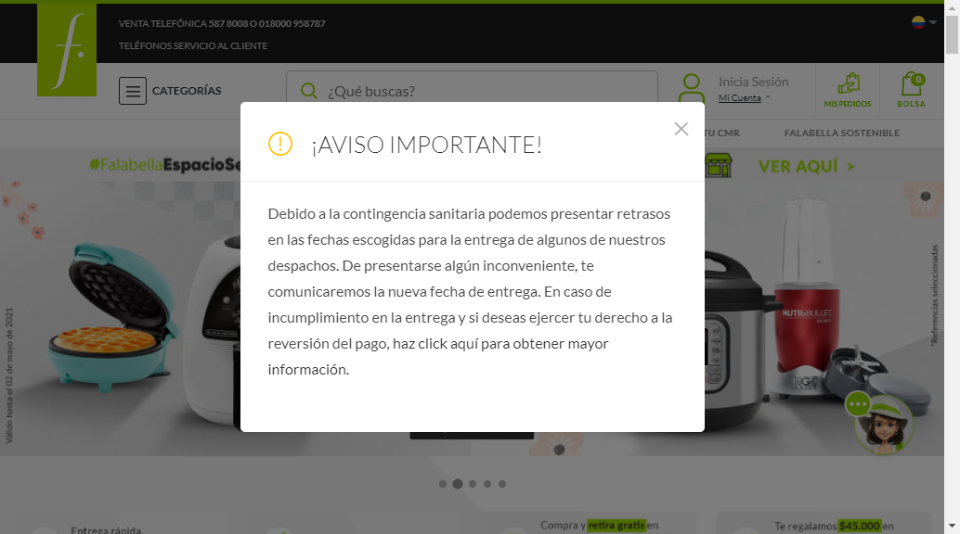 VENTA TELEFÓNICA 587 8008 O 018000 958787
TELÉFONOS SERVICIO AL CLIENTE
f.
CATEGORÍAS
¿Qué buscas?
Inicia Sesión
Mi Cuenta
MIS PEDIDOS
0
BOLSA
TU CMR
FALABELLA SOSTENIBLE
#FalabellaEspacioSe
VER AQUÍ >
¡AVISO IMPORTANTE!
Debido a la contingencia sanitaria podemos presentar retrasos
en las fechas escogidas para la entrega de algunos de nuestros
despachos. De presentarse algún inconveniente, te
comunicaremos la nueva fecha de entrega. En caso de
incumplimiento en la entrega y si deseas ejercer tu derecho a la
reversión del pago, haz click aquí para obtener mayor
información.
Válido hasta el 02 de mayo de 2021
*Referencias seleccionadas
NUTRiBULLET
Entrega rápida,
Compra y retira gratis en
Te regalamos $45.000 en